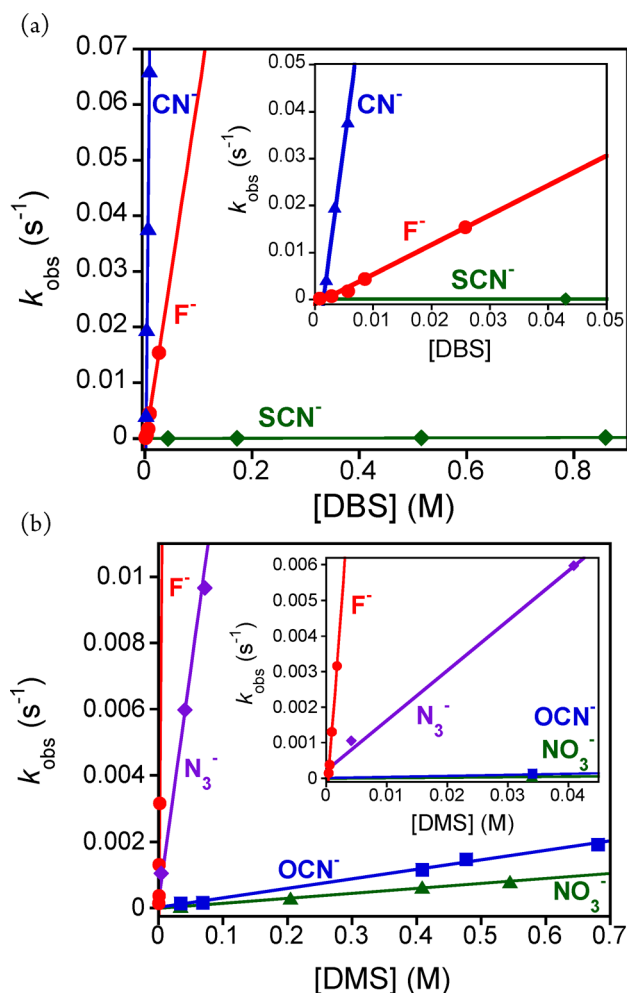 (a)
0.07
0.06
0.05
0.04
0.03
0.02
0.01
0
k_obs (s⁻¹)
CN⁻
F⁻
SCN⁻
0 0.2 0.4 0.6 0.8
[DBS] (M)
0.05
0.04
0.03
0.02
0.01
0
k_obs (s⁻¹)
CN⁻
F⁻
SCN⁻
0 0.01 0.02 0.03 0.04 0.05
[DBS]
(b)
0.01
0.008
0.006
0.004
0.002
0
k_obs (s⁻¹)
F⁻
N₃⁻
OCN⁻
NO₃⁻
0 0.1 0.2 0.3 0.4 0.5 0.6 0.7
[DMS] (M)
0.006
0.005
0.004
0.003
0.002
0.001
0
k_obs (s⁻¹)
F⁻
N₃⁻
OCN⁻
NO₃⁻
0 0.01 0.02 0.03 0.04
[DMS] (M)